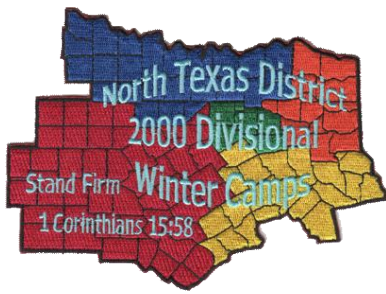 North Texas District
2000 Divisional
Winter Camps
Stand Firm
1 Corinthians 15:58